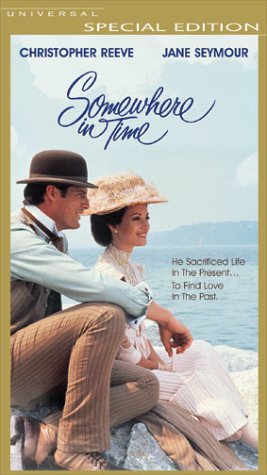 UNIVERSAL
SPECIAL EDITION
CHRISTOPHER REEVE JANE SEYMOUR
Somewhere
in Time
He Sacrificed Life
In The Present...
To Find Love
In The Past.